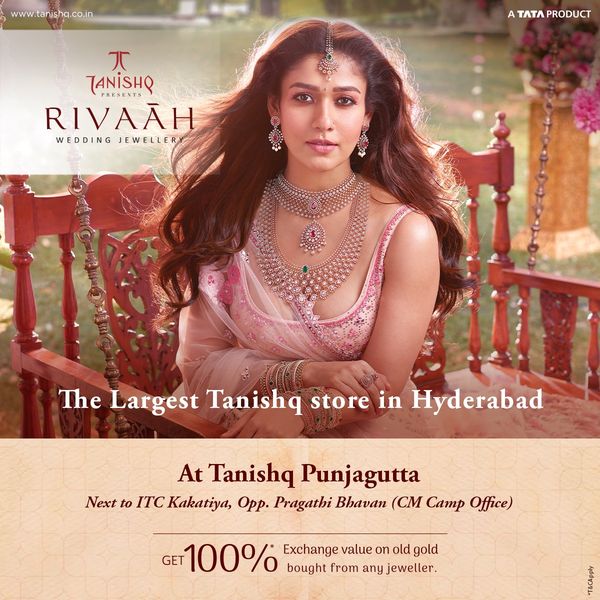 www.tanishq.co.in
A TATA PRODUCT
TANISHQ
PRESENTS
RIVAĀH
WEDDING JEWELLERY
The Largest Tanishq store in Hyderabad
At Tanishq Punjagutta
Next to ITC Kakatiya, Opp. Pragathi Bhavan (CM Camp Office)
GET 100%* Exchange value on old gold
bought from any jeweller.
*T&C Apply